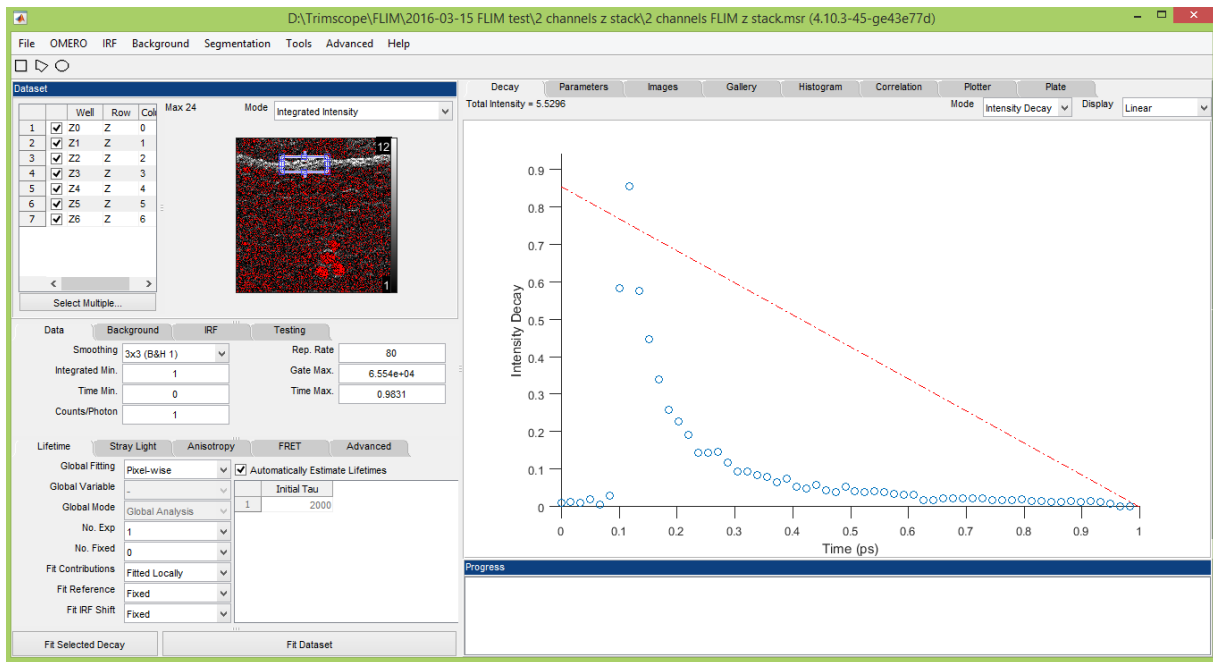 D:\Trimscope\FLIM\2016-03-15 FLIM test\2 channels z stack\2 channels FLIM z stack.msr (4.10.3-45-ge43e77d)
File OMERO IRF Background Segmentation Tools Advanced Help
Dataset
Well Row Col
1 Z0 Z 0
2 Z1 Z 1
3 Z2 Z 2
4 Z3 Z 3
5 Z4 Z 4
6 Z5 Z 5
7 Z6 Z 6
Select Multiple...
Max 24 Mode Integrated Intensity
12
1
Data Background IRF Testing
Smoothing 3x3 (B&H 1) Rep. Rate 80
Integrated Min. 1 Gate Max. 6.554e+04
Time Min. 0 Time Max. 0.9831
Counts/Photon 1
Lifetime Stray Light Anisotropy FRET Advanced
Global Fitting Pixel-wise Automatically Estimate Lifetimes
Global Variable -
Global Mode Global Analysis
No. Exp 1
No. Fixed 0
Fit Contributions Fitted Locally
Fit Reference Fixed
Fit IRF Shift Fixed
Initial Tau
1 2000
Fit Selected Decay Fit Dataset
Decay Parameters Images Gallery Histogram Correlation Plotter Plate
Total Intensity = 5.5296 Mode Intensity Decay Display Linear
Intensity Decay
0.9
0.8
0.7
0.6
0.5
0.4
0.3
0.2
0.1
0
0 0.1 0.2 0.3 0.4 0.5 0.6 0.7 0.8 0.9 1
Time (ps)
Progress